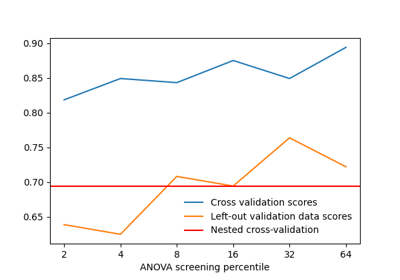 0.90
0.85
0.80
0.75
0.70
0.65
Cross validation scores
Left-out validation data scores
Nested cross-validation
2 4 8 16 32 64
ANOVA screening percentile